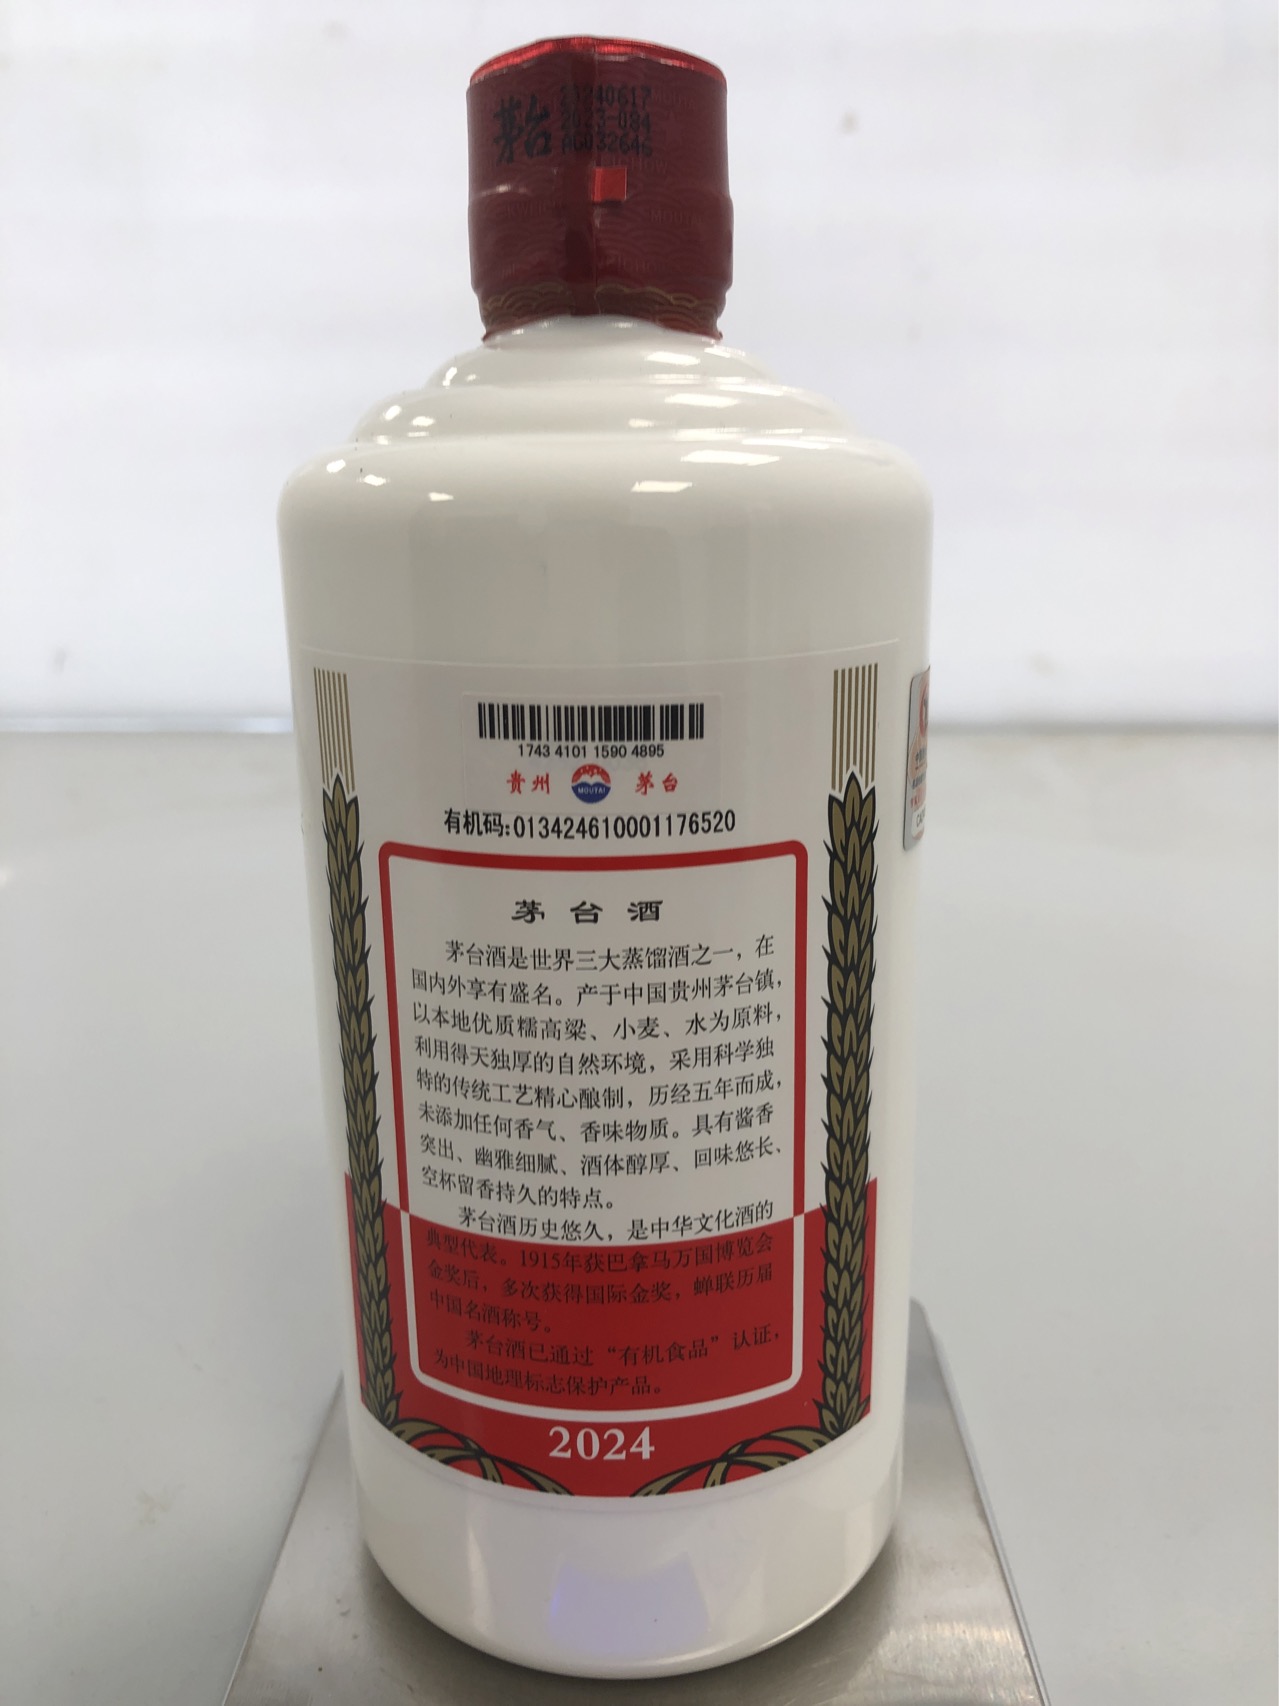 茅台
20240617
2023-084
AG032646
MOUTAI
1743 4101 1590 4895
贵州 MOUTAI 茅台
有机码:013424610001176520
茅台酒
茅台酒是世界三大蒸馏酒之一，在
国内外享有盛名。产于中国贵州茅台镇，
以本地优质糯高粱、小麦、水为原料，
利用得天独厚的自然环境，采用科学独
特的传统工艺精心酿制，历经五年而成，
未添加任何香气、香味物质。具有酱香
突出、幽雅细腻、酒体醇厚、回味悠长、
空杯留香持久的特点。
茅台酒历史悠久，是中华文化酒的
典型代表。1915年获巴拿马万国博览会
金奖后，多次获得国际金奖，蝉联历届
中国名酒称号。
茅台酒已通过“有机食品”认证，
为中国地理标志保护产品。
2024